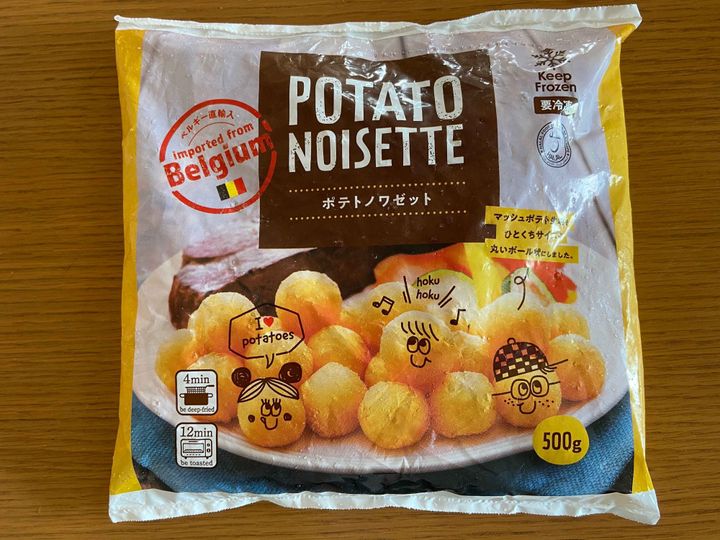 POTATO
NOISETTE
ポテトノワゼット
ベルギー直輸入
imported from
Belgium
Keep
Frozen
要冷凍
マッシュポテト
ひとくちサイズ
丸いボール状にしました。
hoku
hoku
I ♥
potatoes
4min
be deep-fried
12min
be toasted
500g